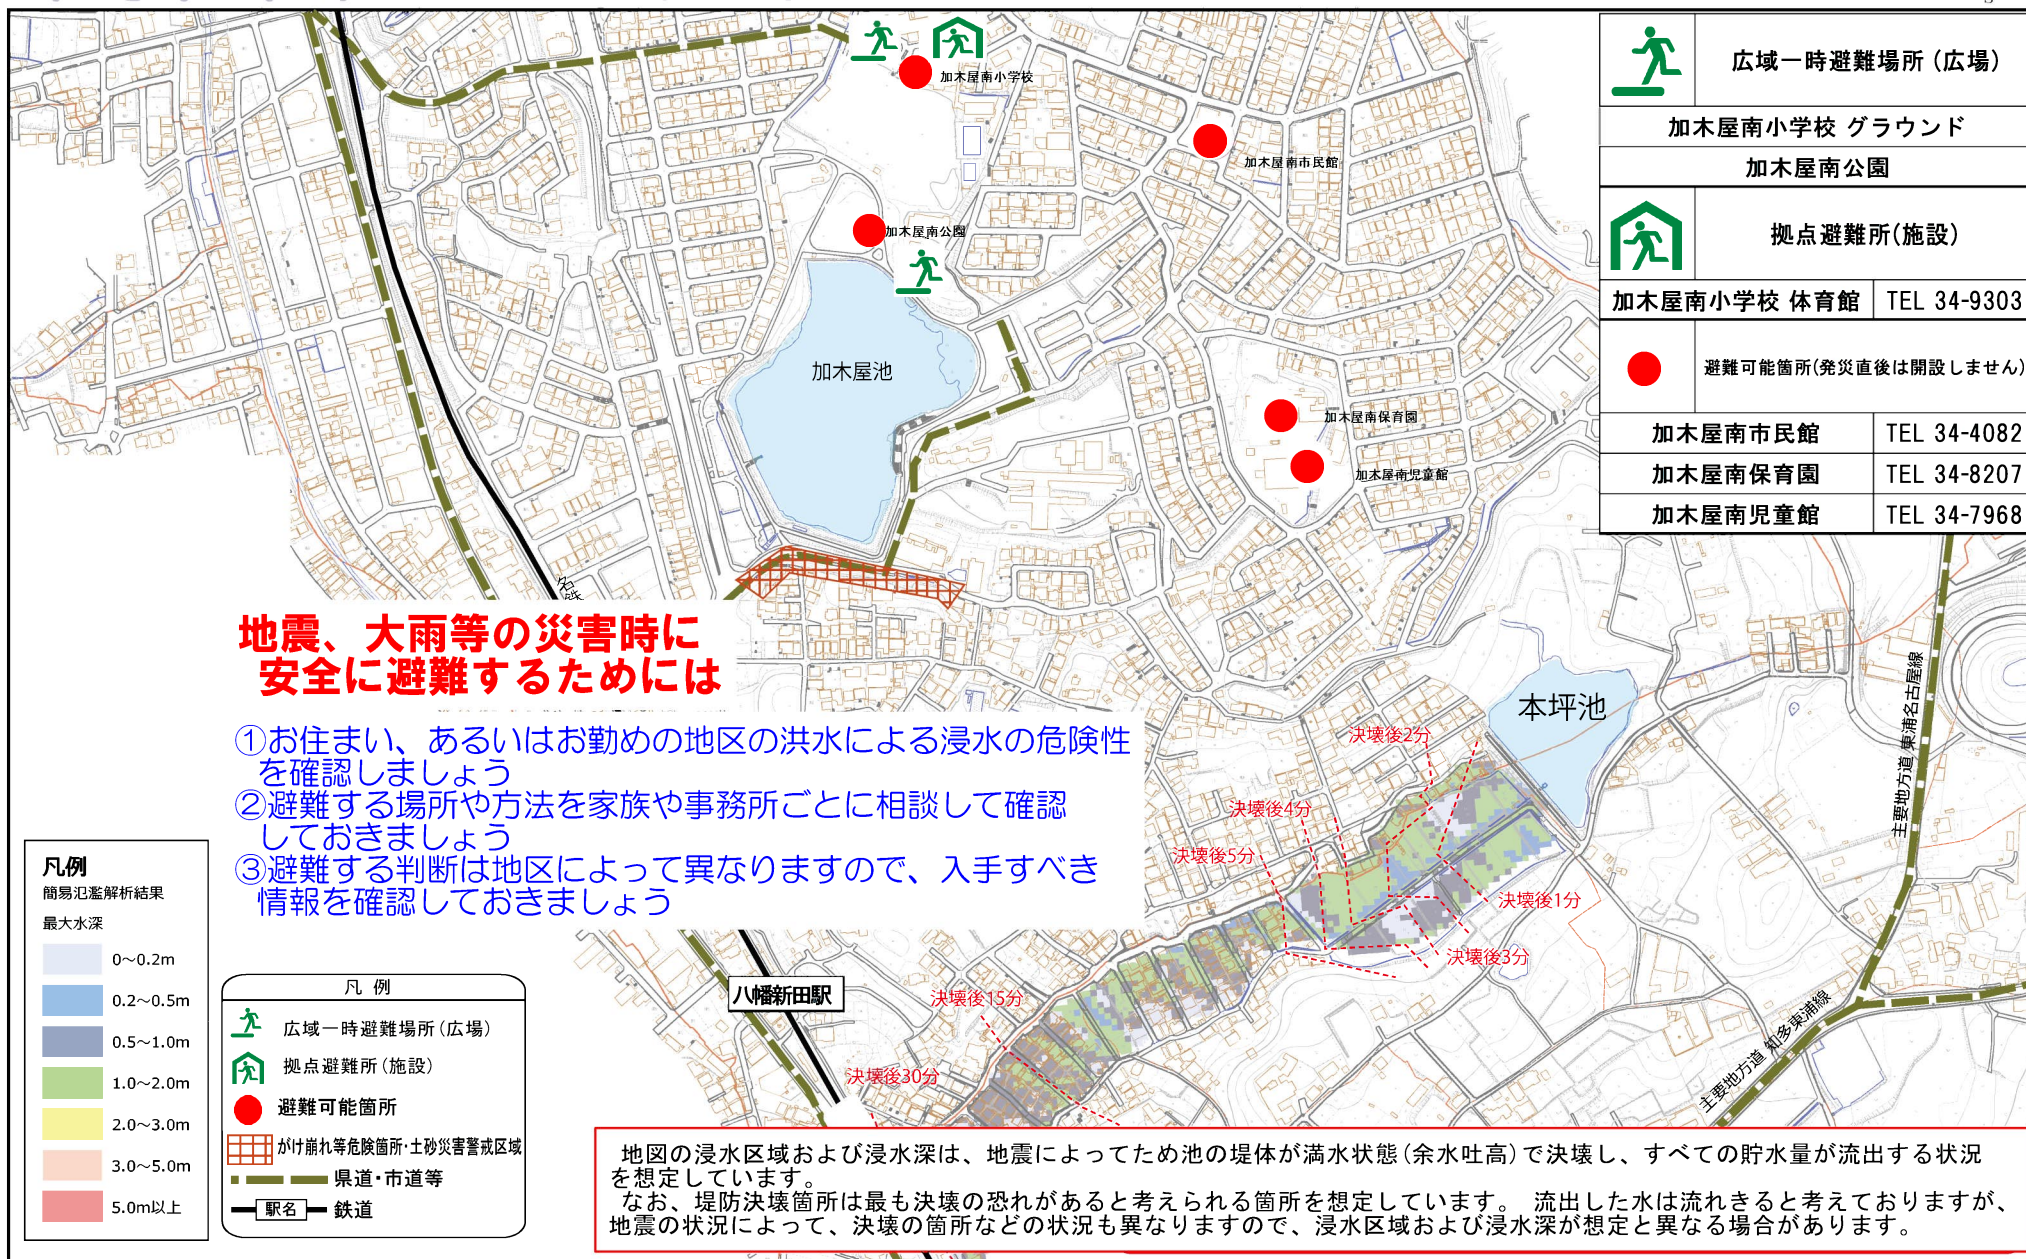 加木屋南小学校
加木屋南市民館
加木屋南公園
加木屋池
加木屋南保育園
加木屋南児童館
広域一時避難場所(広場)
加木屋南小学校 グラウンド
加木屋南公園
拠点避難所(施設)
加木屋南小学校 体育館 TEL 34-9303
避難可能箇所(発災直後は開設しません)
加木屋南市民館 TEL 34-4082
加木屋南保育園 TEL 34-8207
加木屋南児童館 TEL 34-7968
名鉄
地震、大雨等の災害時に
安全に避難するためには
①お住まい、あるいはお勤めの地区の洪水による浸水の危険性
を確認しましょう
②避難する場所や方法を家族や事務所ごとに相談して確認
しておきましょう
③避難する判断は地区によって異なりますので、入手すべき
情報を確認しておきましょう
本坪池
主要地方道 東浦名古屋線
決壊後2分
決壊後4分
決壊後5分
決壊後1分
決壊後3分
決壊後15分
決壊後30分
八幡新田駅
主要地方道 知多東浦線
凡例
簡易氾濫解析結果
最大水深
0~0.2m
0.2~0.5m
0.5~1.0m
1.0~2.0m
2.0~3.0m
3.0~5.0m
5.0m以上
凡 例
広域一時避難場所(広場)
拠点避難所(施設)
避難可能箇所
がけ崩れ等危険箇所・土砂災害警戒区域
県道・市道等
駅名 鉄道
地図の浸水区域および浸水深は、地震によってため池の堤体が満水状態(余水吐高)で決壊し、すべての貯水量が流出する状況
を想定しています。
なお、堤防決壊箇所は最も決壊の恐れがあると考えられる箇所を想定しています。 流出した水は流れきると考えておりますが、
地震の状況によって、決壊の箇所などの状況も異なりますので、浸水区域および浸水深が想定と異なる場合があります。